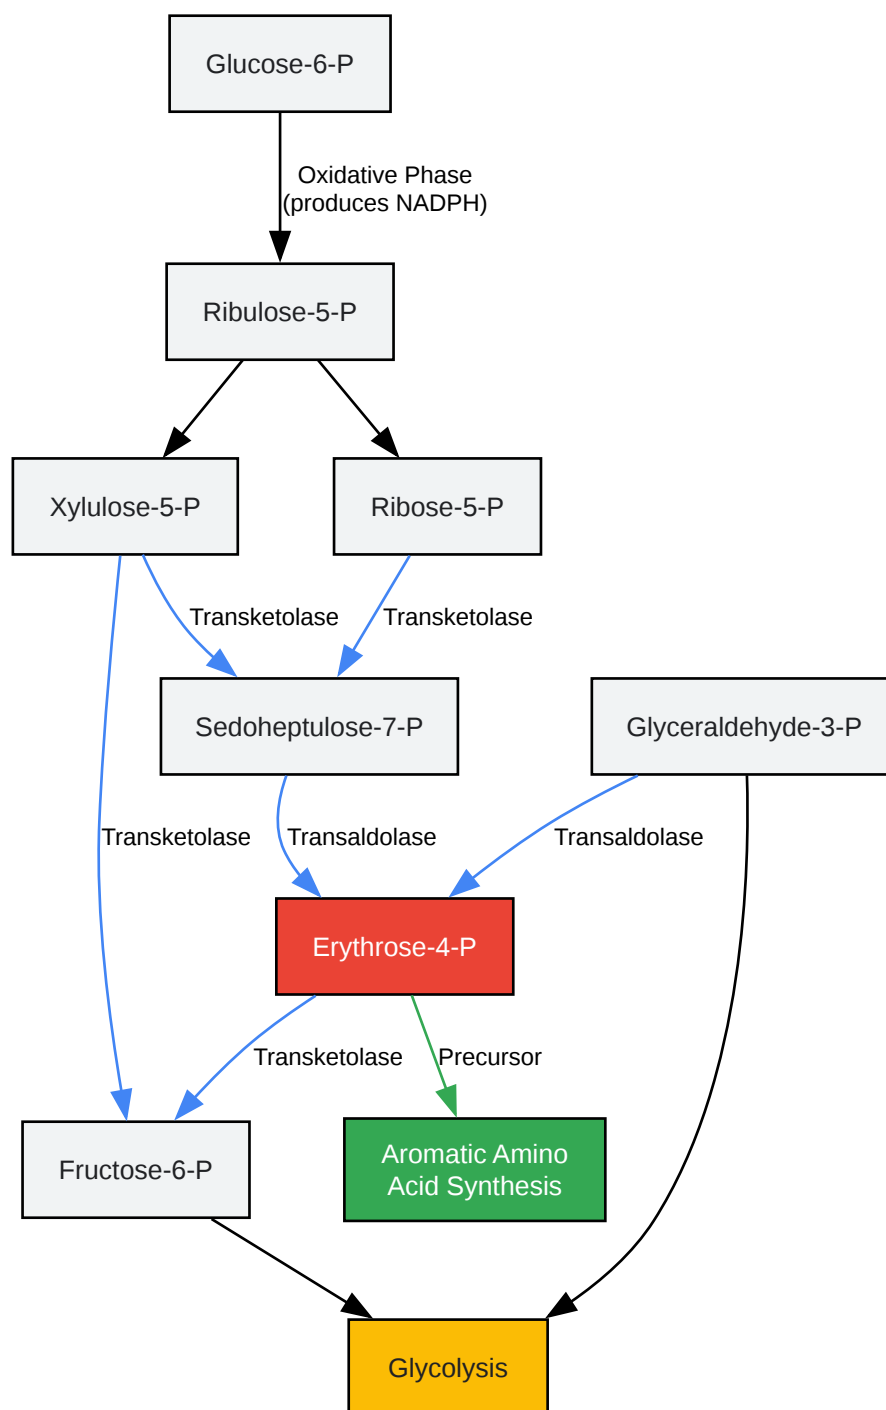 Glucose-6-P
Oxidative Phase
(produces NADPH)
Ribulose-5-P
Xylulose-5-P
Ribose-5-P
Transketolase
Transketolase
Sedoheptulose-7-P
Glyceraldehyde-3-P
Transketolase
Transaldolase
Transaldolase
Erythrose-4-P
Transketolase
Precursor
Fructose-6-P
Aromatic Amino
Acid Synthesis
Glycolysis